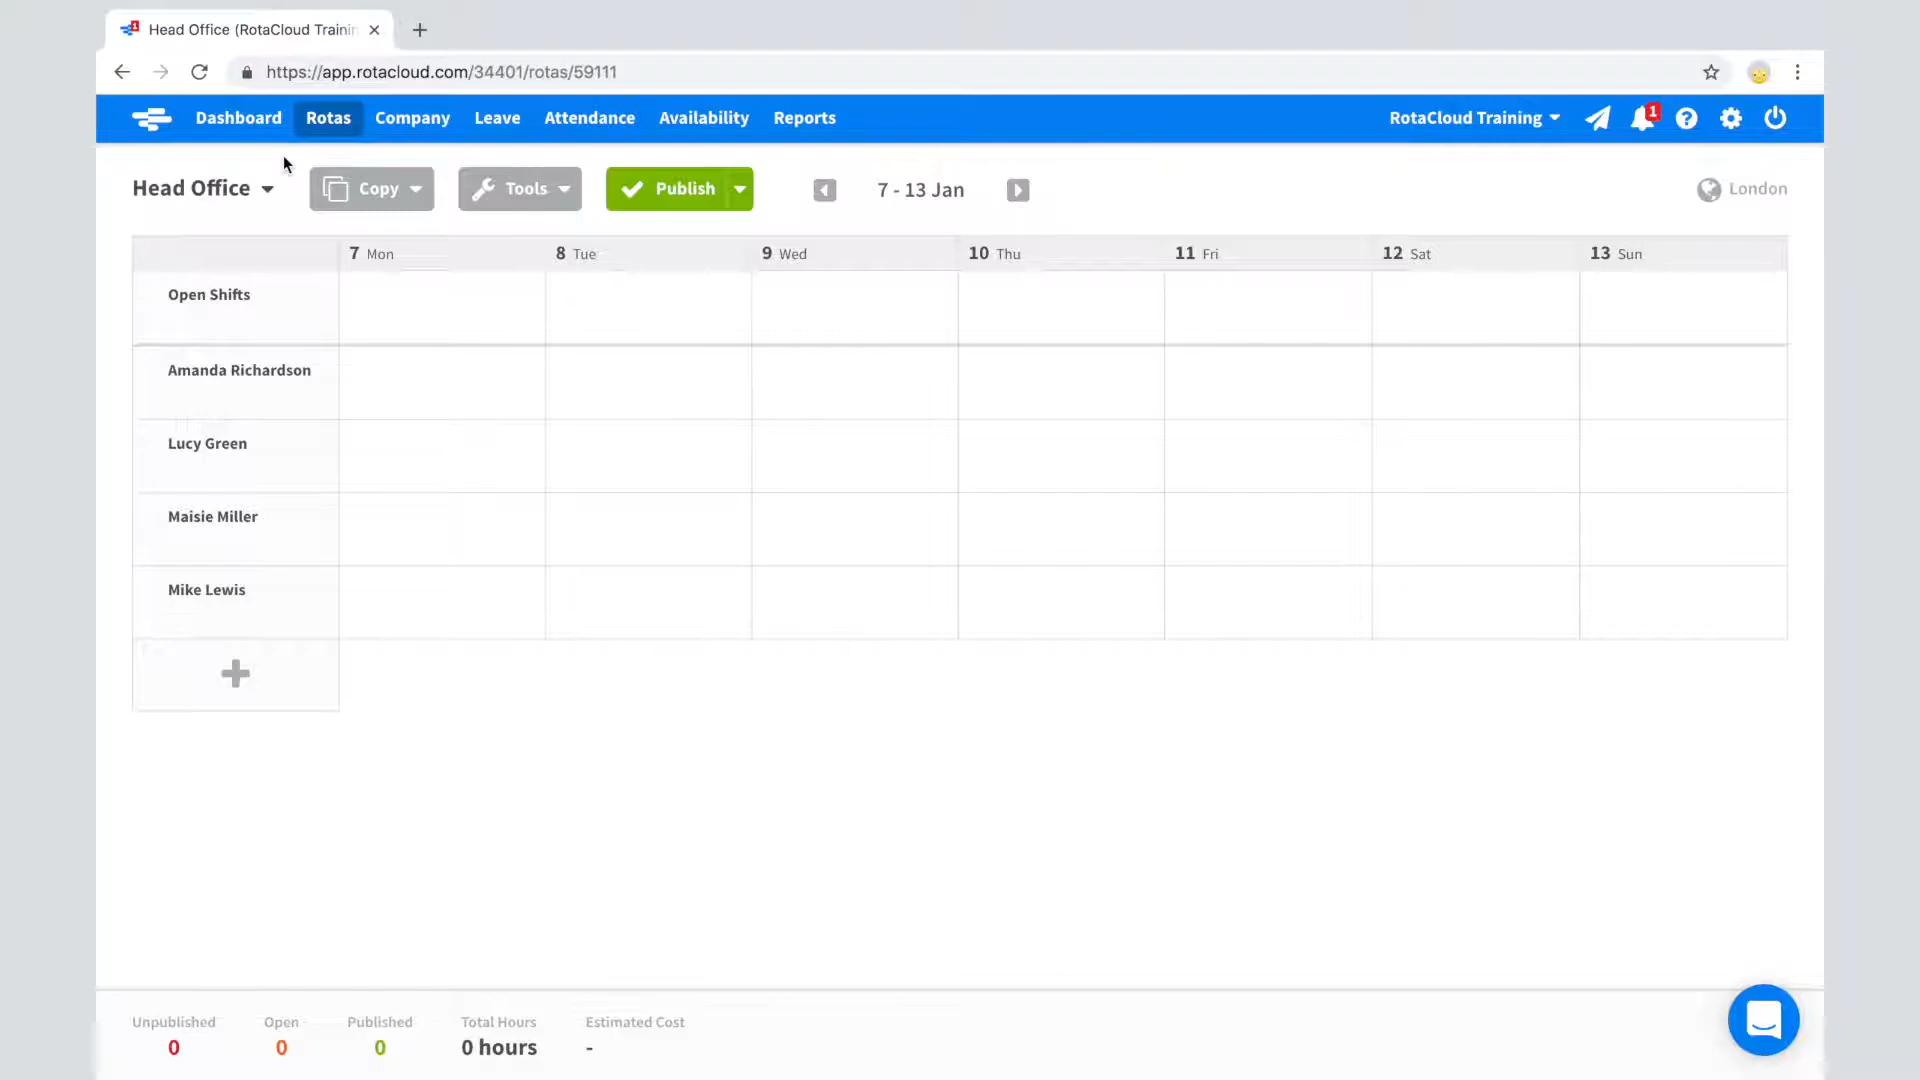 Head Office (RotaCloud Trainin
https://app.rotacloud.com/34401/rotas/59111
Dashboard Rotas Company Leave Attendance Availability Reports RotaCloud Training 1
Head Office Copy Tools Publish 7 - 13 Jan London
7 Mon 8 Tue 9 Wed 10 Thu 11 Fri 12 Sat 13 Sun
Open Shifts
Amanda Richardson
Lucy Green
Maisie Miller
Mike Lewis
Unpublished Open Published Total Hours Estimated Cost
0 0 0 0 hours -